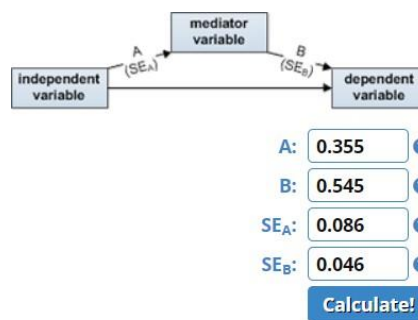 mediator
variable
A
(SEA)
B
(SEB)
independent
variable
dependent
variable
A: 0.355
B: 0.545
SEA: 0.086
SEB: 0.046
Calculate!